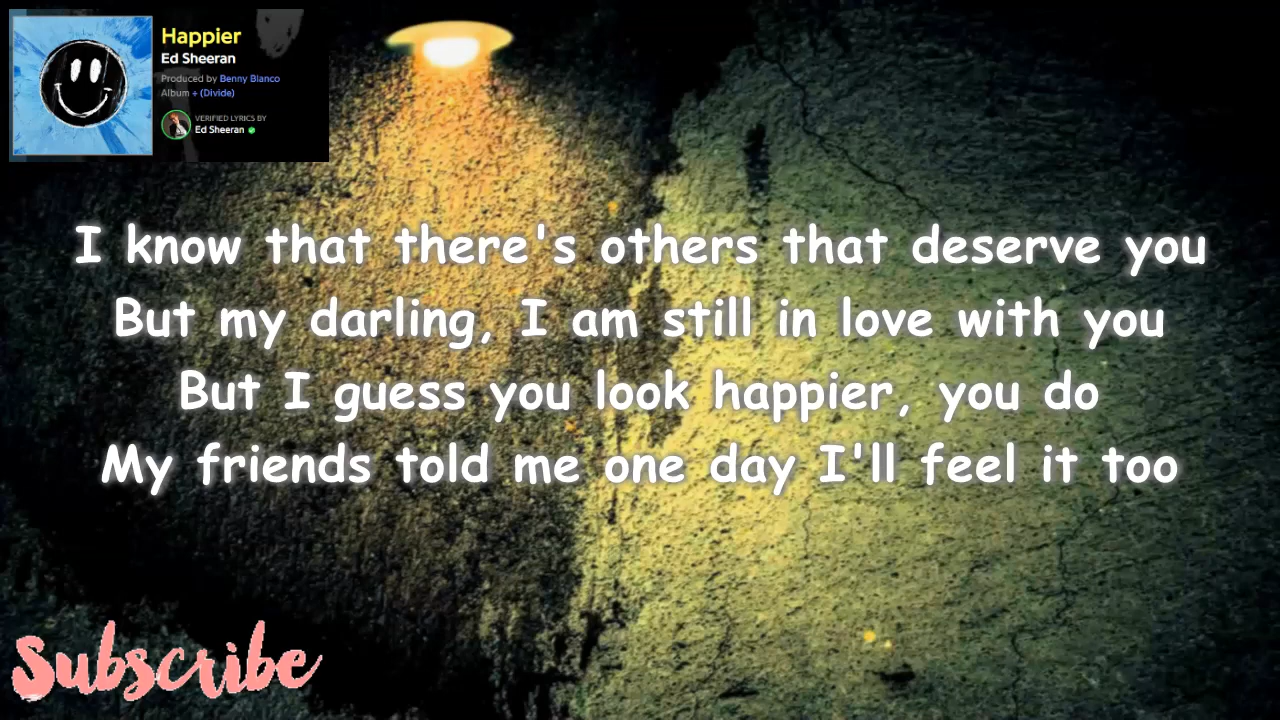 Happier
Ed Sheeran
Produced by Benny Blanco
Album ÷ (Divide)
VERIFIED LYRICS BY
Ed Sheeran
I know that there's others that deserve you
But my darling, I am still in love with you
But I guess you look happier, you do
My friends told me one day I'll feel it too
Subscribe